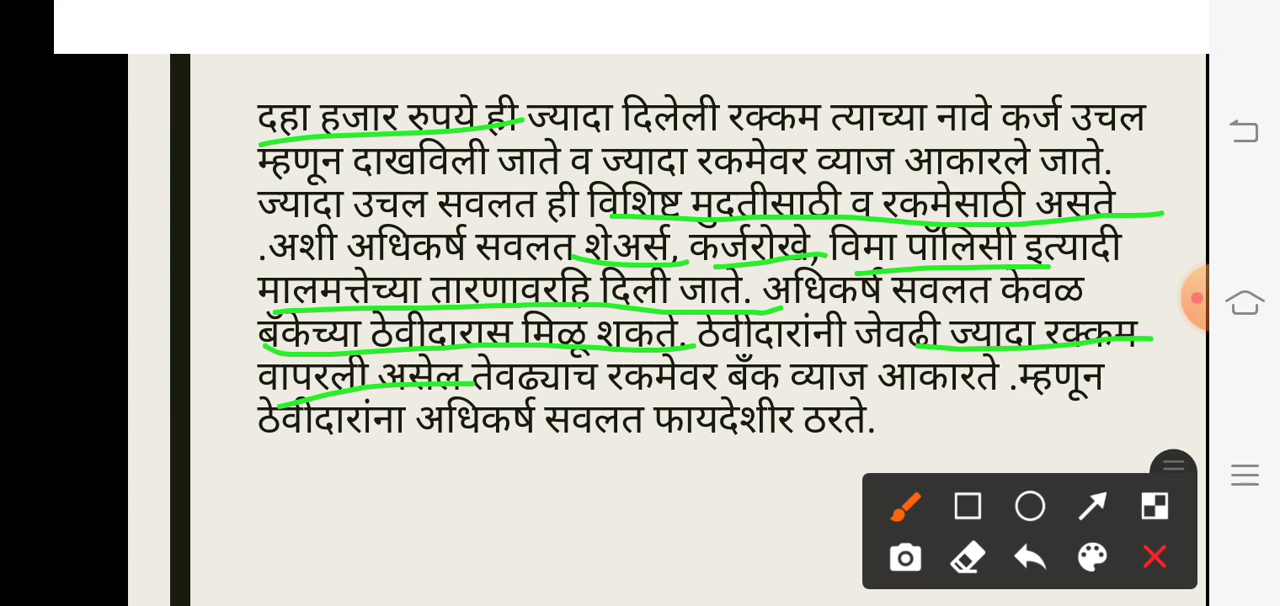 दहा हजार रुपये ही ज्यादा दिलेली रक्कम त्याच्या नावे कर्ज उचल
म्हणून दाखविली जाते व ज्यादा रकमेवर व्याज आकारले जाते.
ज्यादा उचल सवलत ही विशिष्ट मुदतीसाठी व रकमेसाठी असते
.अशी अधिकर्ष सवलत शेअर्स, कर्जरोखे, विमा पॉलिसी इत्यादी
मालमत्तेच्या तारणावरहि दिली जाते. अधिकर्ष सवलत केवळ
बॅकेच्या ठेवीदारास मिळू शकते. ठेवीदारांनी जेवढी ज्यादा रक्कम
वापरली असेल तेवढ्याच रकमेवर बँक व्याज आकारते .म्हणून
ठेवीदारांना अधिकर्ष सवलत फायदेशीर ठरते.